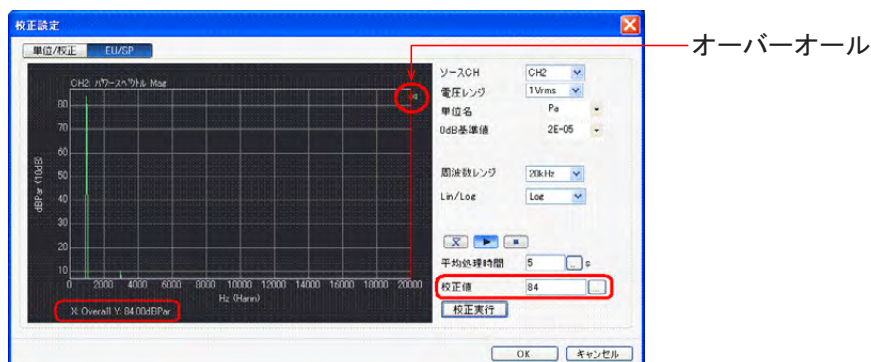 校正設定
単位/校正 EU/SP
オーバーオール
CH2: パワースペクトル Mag
dBPar (10dB)
80
70
60
50
40
30
20
10
0 2000 4000 6000 8000 10000 12000 14000 16000 18000 20000
Hz (Hann)
X: Overall Y: 84.00dBPar
ソースCH CH2
電圧レンジ 1Vrms
単位名 Pa
0dB基準値 2E-05
周波数レンジ 20kHz
Lin/Log Log
平均処理時間 5 ... s
校正値 84 ...
校正実行
OK キャンセル